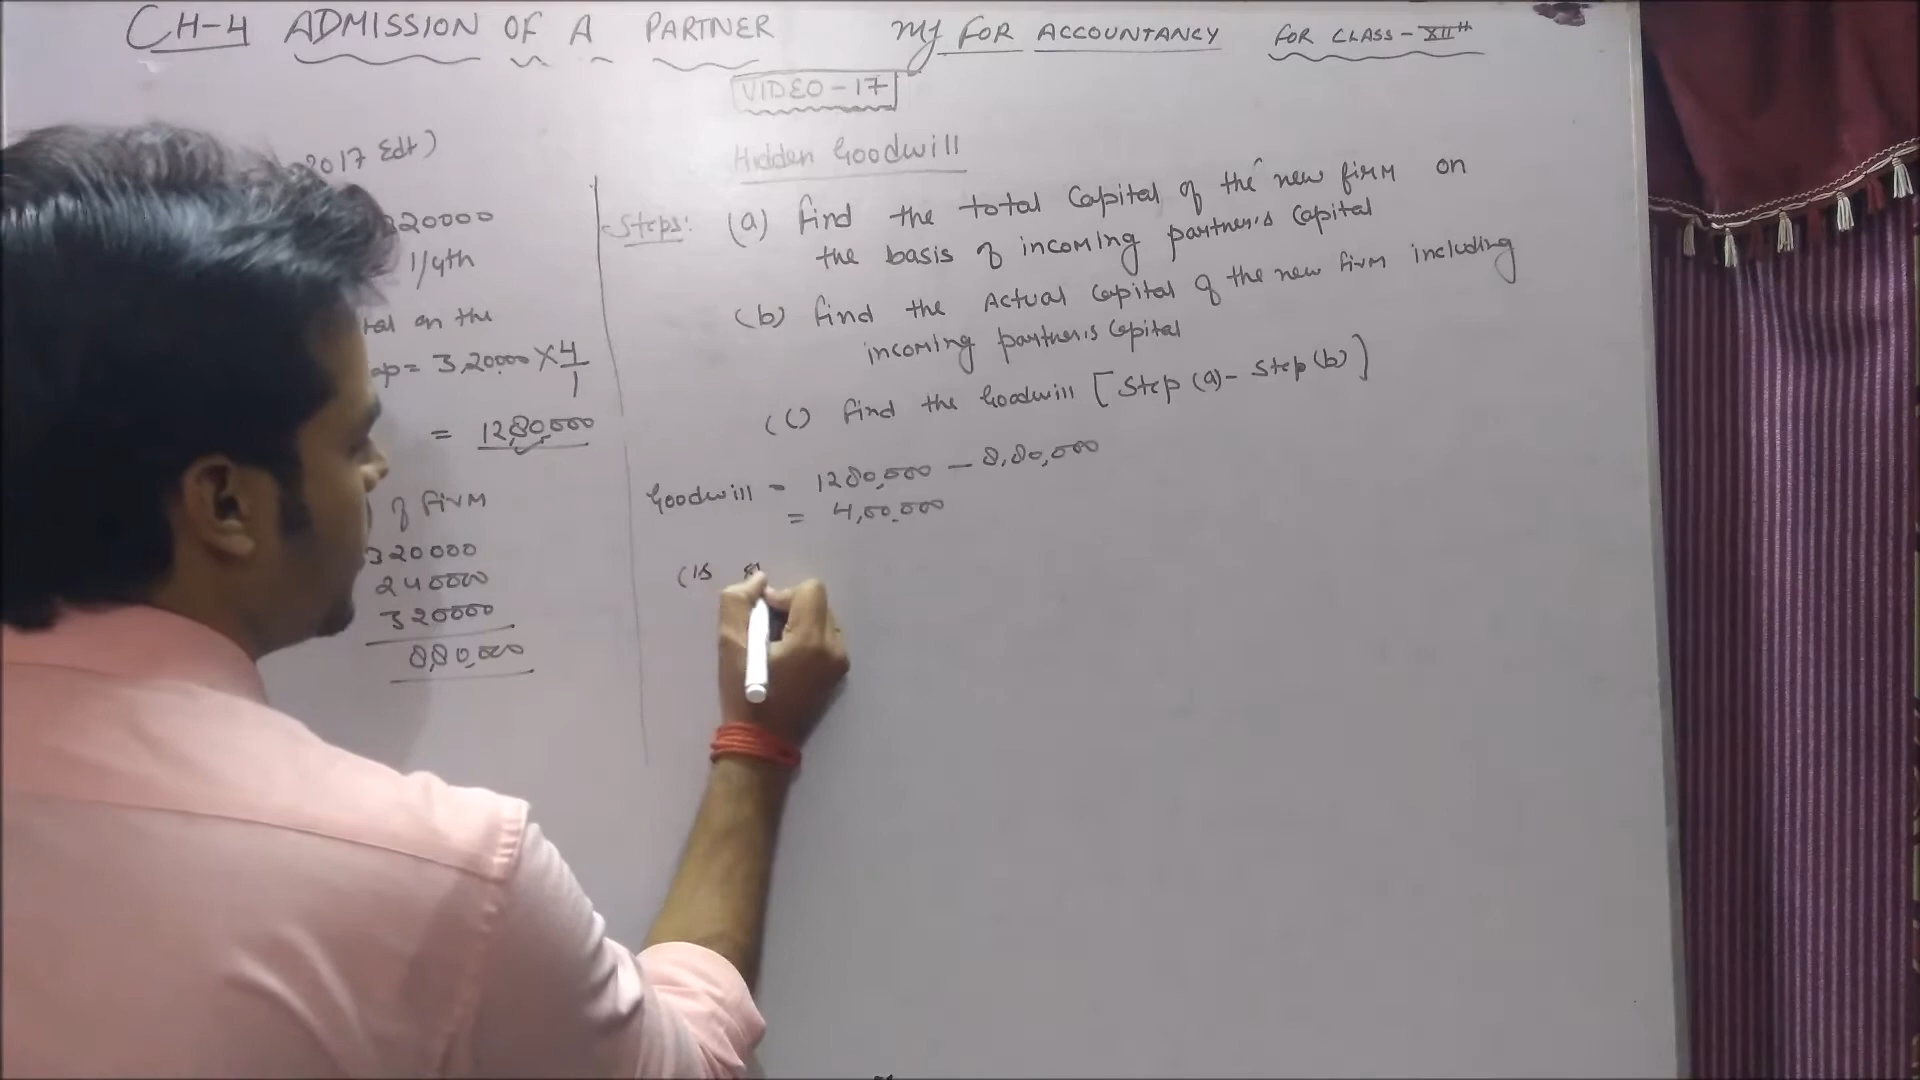 CH-4 ADMISSION OF A PARTNER MJ FOR ACCOUNTANCY FOR CLASS - XIIth
VIDEO - 17
2017 Edt)
320000
1/4th
on the
= 3,20,000 × 4/1
= 12,80,000
of firm
320000
240000
320000
8,80,000
Hidden Goodwill
Steps: (a) find the total Capital of the new firm on
the basis of incoming partner's Capital
(b) find the Actual Capital of the new firm including
incoming partner's Capital
(c) find the Goodwill [Step (a) - Step (b)]
Goodwill = 1280,000 - 8,80,000
= 4,00,000
('s